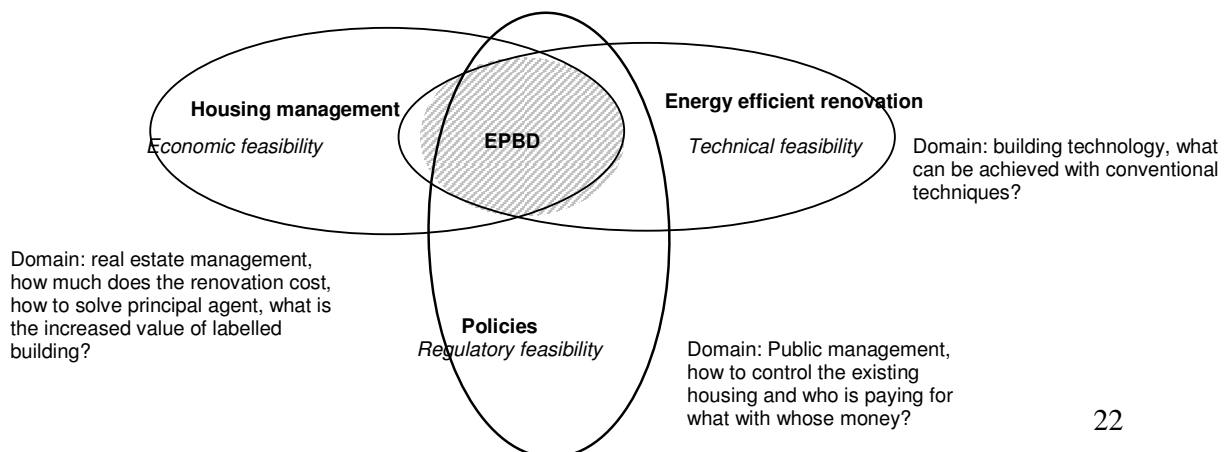 Housing management
Economic feasibility
EPBD
Energy efficient renovation
Technical feasibility
Domain: building technology, what
can be achieved with conventional
techniques?
Domain: real estate management,
how much does the renovation cost,
how to solve principal agent, what is
the increased value of labelled
building?
Policies
Regulatory feasibility
Domain: Public management,
how to control the existing
housing and who is paying for
what with whose money?
22